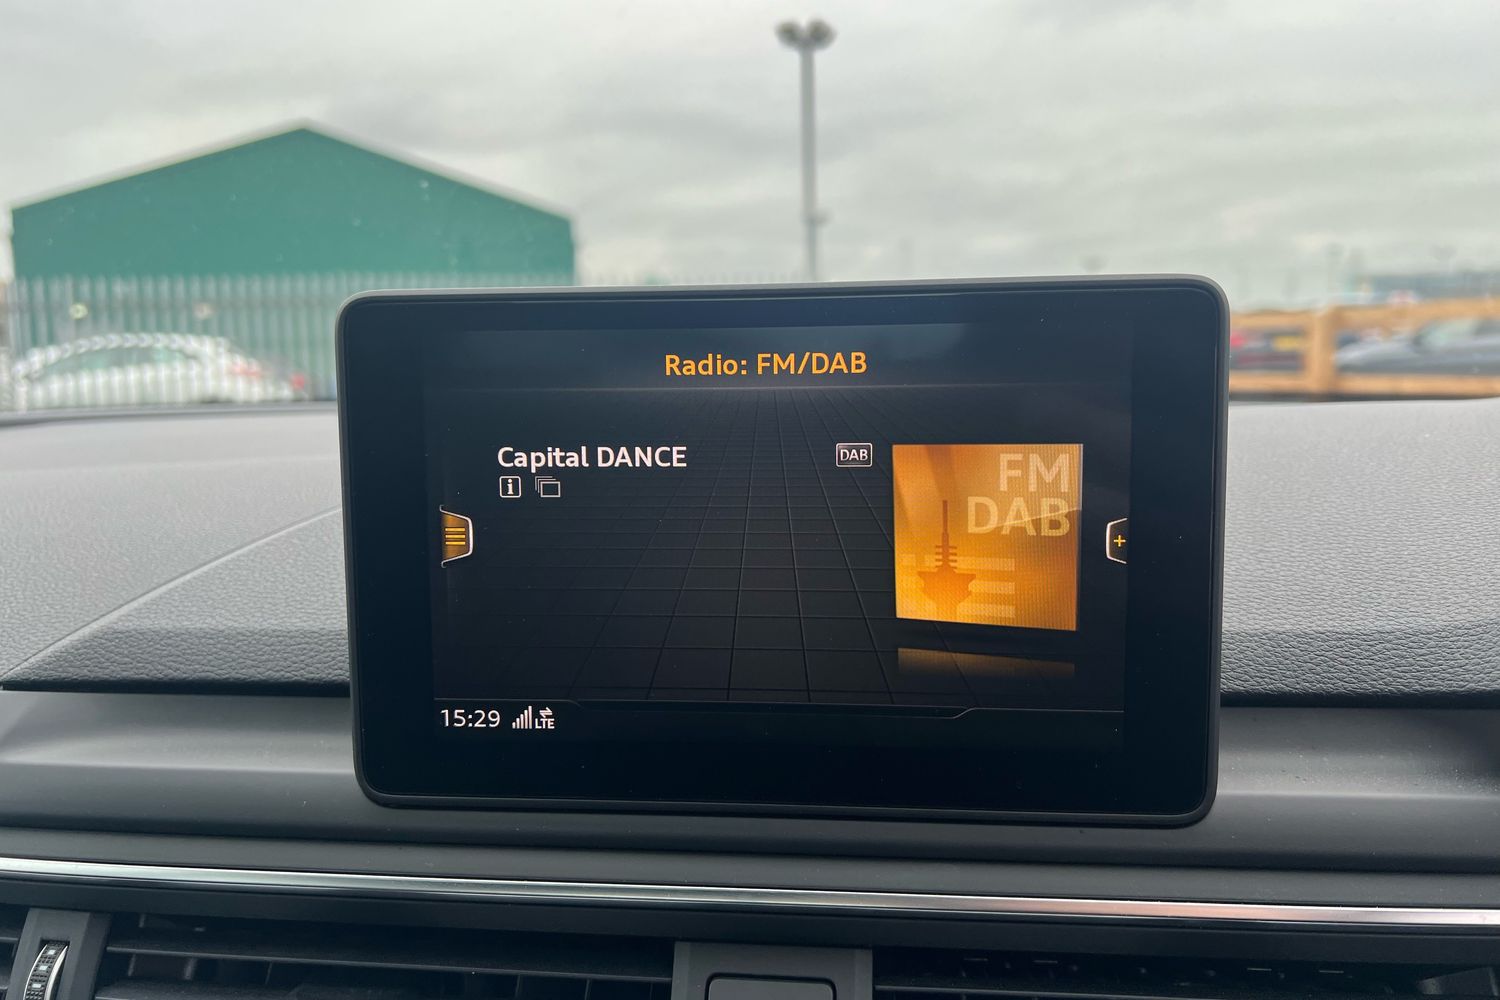 Radio: FM/DAB
Capital DANCE
DAB
FM
DAB
15:29
LTE